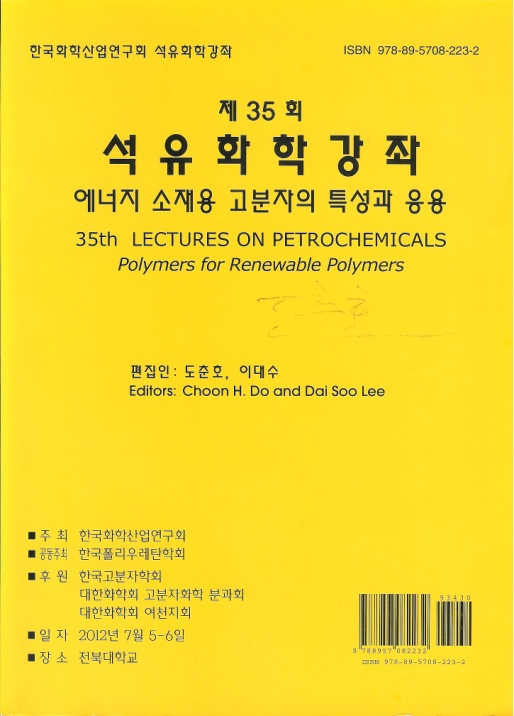 한국화학산업연구회 석유화학강좌
ISBN 978-89-5708-223-2
제 35 회
석유화학강좌
에너지 소재용 고분자의 특성과 응용
35th LECTURES ON PETROCHEMICALS
Polymers for Renewable Polymers
편집인: 도춘호, 이대수
Editors: Choon H. Do and Dai Soo Lee
■ 주 최 한국화학산업연구회
■ 공동주최 한국폴리우레탄학회
■ 후 원 한국고분자학회
대한화학회 고분자화학 분과회
대한화학회 여천지회
■ 일 자 2012년 7월 5-6일
■ 장 소 전북대학교
93430
9 788957 082232
ISBN 978-89-5708-223-2